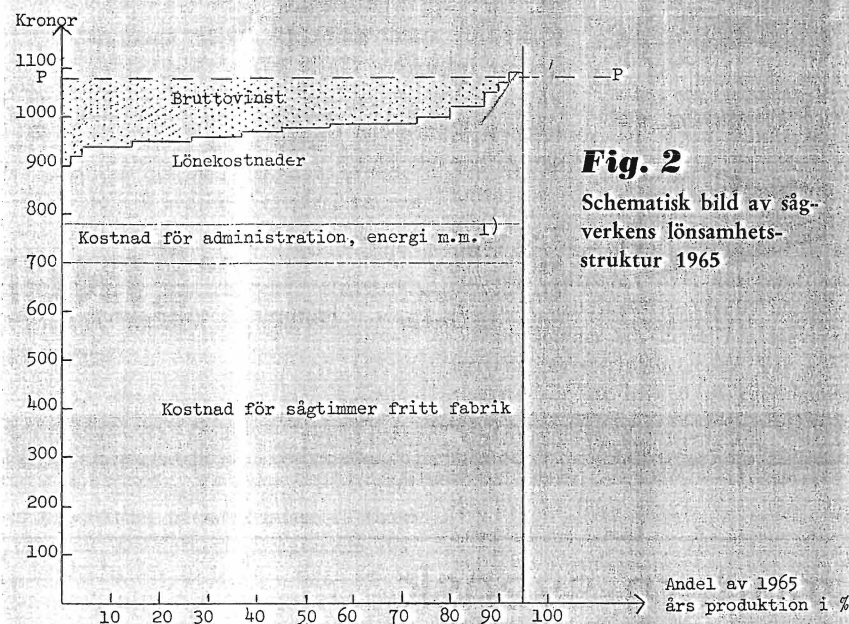 Kronor
1100
P
P
Bruttovinst
1000
900
Lönekostnader
Fig. 2
Schematisk bild av såg-
verkens lönsamhets-
struktur 1965
800
Kostnad för administration, energi m.m.1)
700
600
500
400
Kostnad för sågtimmer fritt fabrik
300
200
100
Andel av 1965
års produktion i %
10 20 30 40 50 60 70 80 90 100